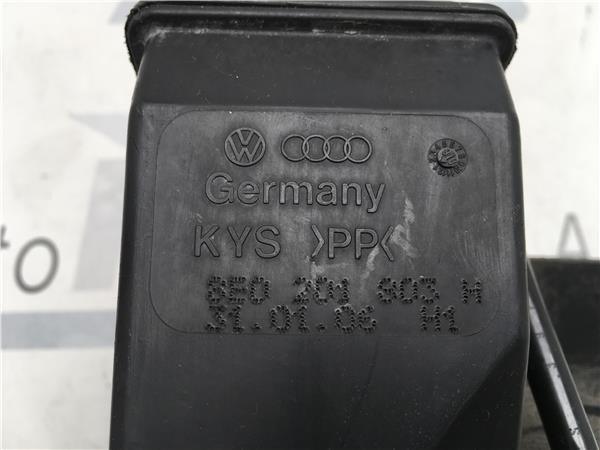 Germany
KYS >PP<
8E0 201 803 H
31.01.06 H1